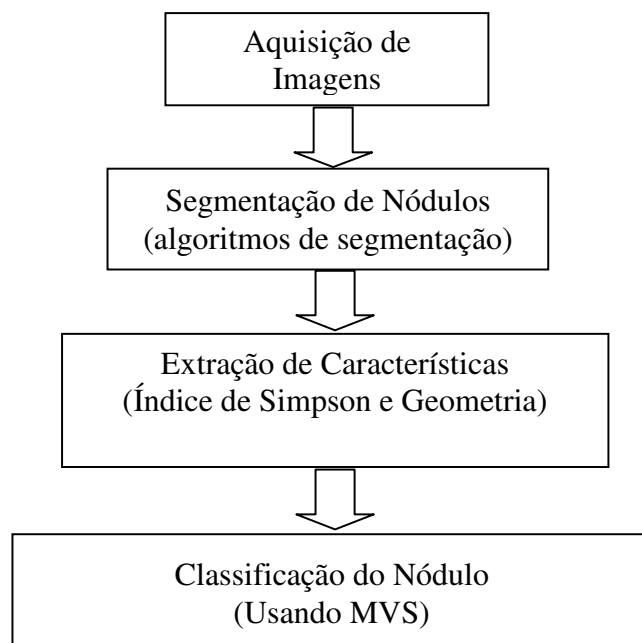 Aquisição de
Imagens
Segmentação de Nódulos
(algoritmos de segmentação)
Extração de Características
(Índice de Simpson e Geometria)
Classificação do Nódulo
(Usando MVS)